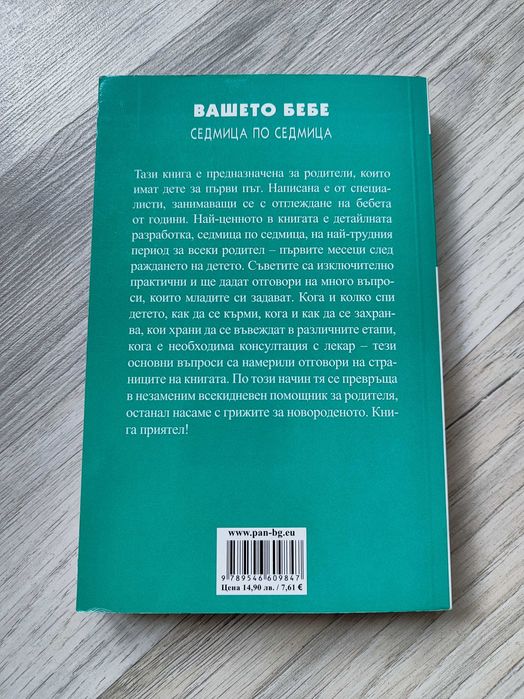 ВАШЕТО БЕБЕ
СЕДМИЦА ПО СЕДМИЦА
Тази книга е предназначена за родители, които
имат дете за първи път. Написана е от специа-
листи, занимаващи се с отглеждане на бебета
от години. Най-ценното в книгата е детайлната
разработка, седмица по седмица, на най-трудния
период за всеки родител – първите месеци след
раждането на детето. Съветите са изключително
практични и ще дадат отговори на много въпро-
си, които младите си задават. Кога и колко спи
детето, как да се кърми, кога и как да се захран-
ва, кои храни да се въвеждат в различните етапи,
кога е необходима консултация с лекар – тези
основни въпроси са намерили отговори на стра-
ниците на книгата. По този начин тя се превръща
в незаменим всекидневен помощник за родителя,
останал насаме с грижите за новороденото. Кни-
га приятел!
www.pan-bg.eu
9 789546 609847
Цена 14,90 лв. / 7,61 €